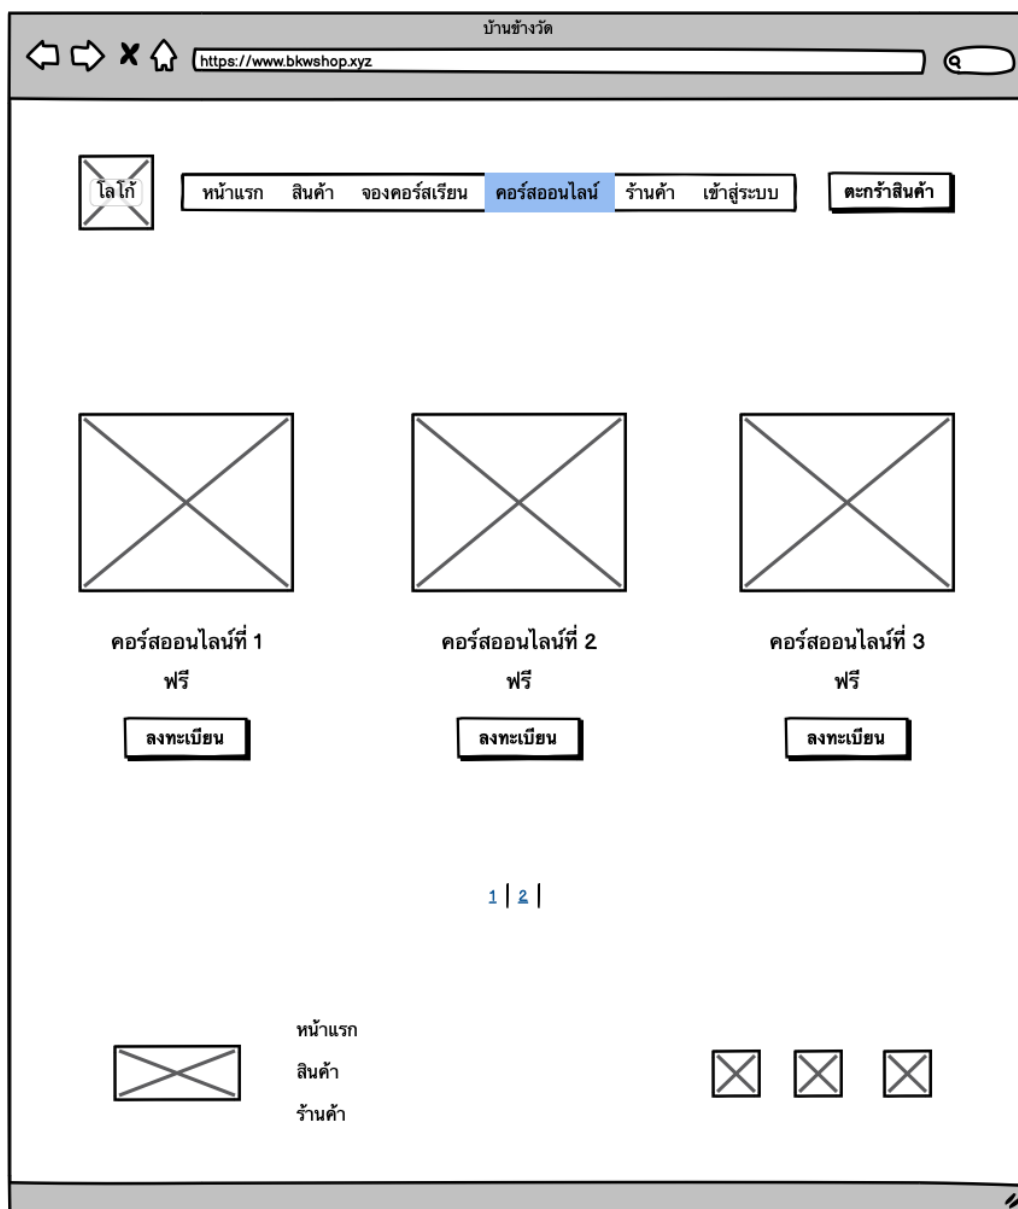 บ้านข้างวัด
https://www.bkwshop.xyz
โลโก้ หน้าแรก สินค้า จองคอร์สเรียน คอร์สออนไลน์ ร้านค้า เข้าสู่ระบบ ตะกร้าสินค้า
คอร์สออนไลน์ที่ 1 คอร์สออนไลน์ที่ 2 คอร์สออนไลน์ที่ 3
ฟรี ฟรี ฟรี
ลงทะเบียน ลงทะเบียน ลงทะเบียน
1 | 2 |
หน้าแรก
สินค้า
ร้านค้า